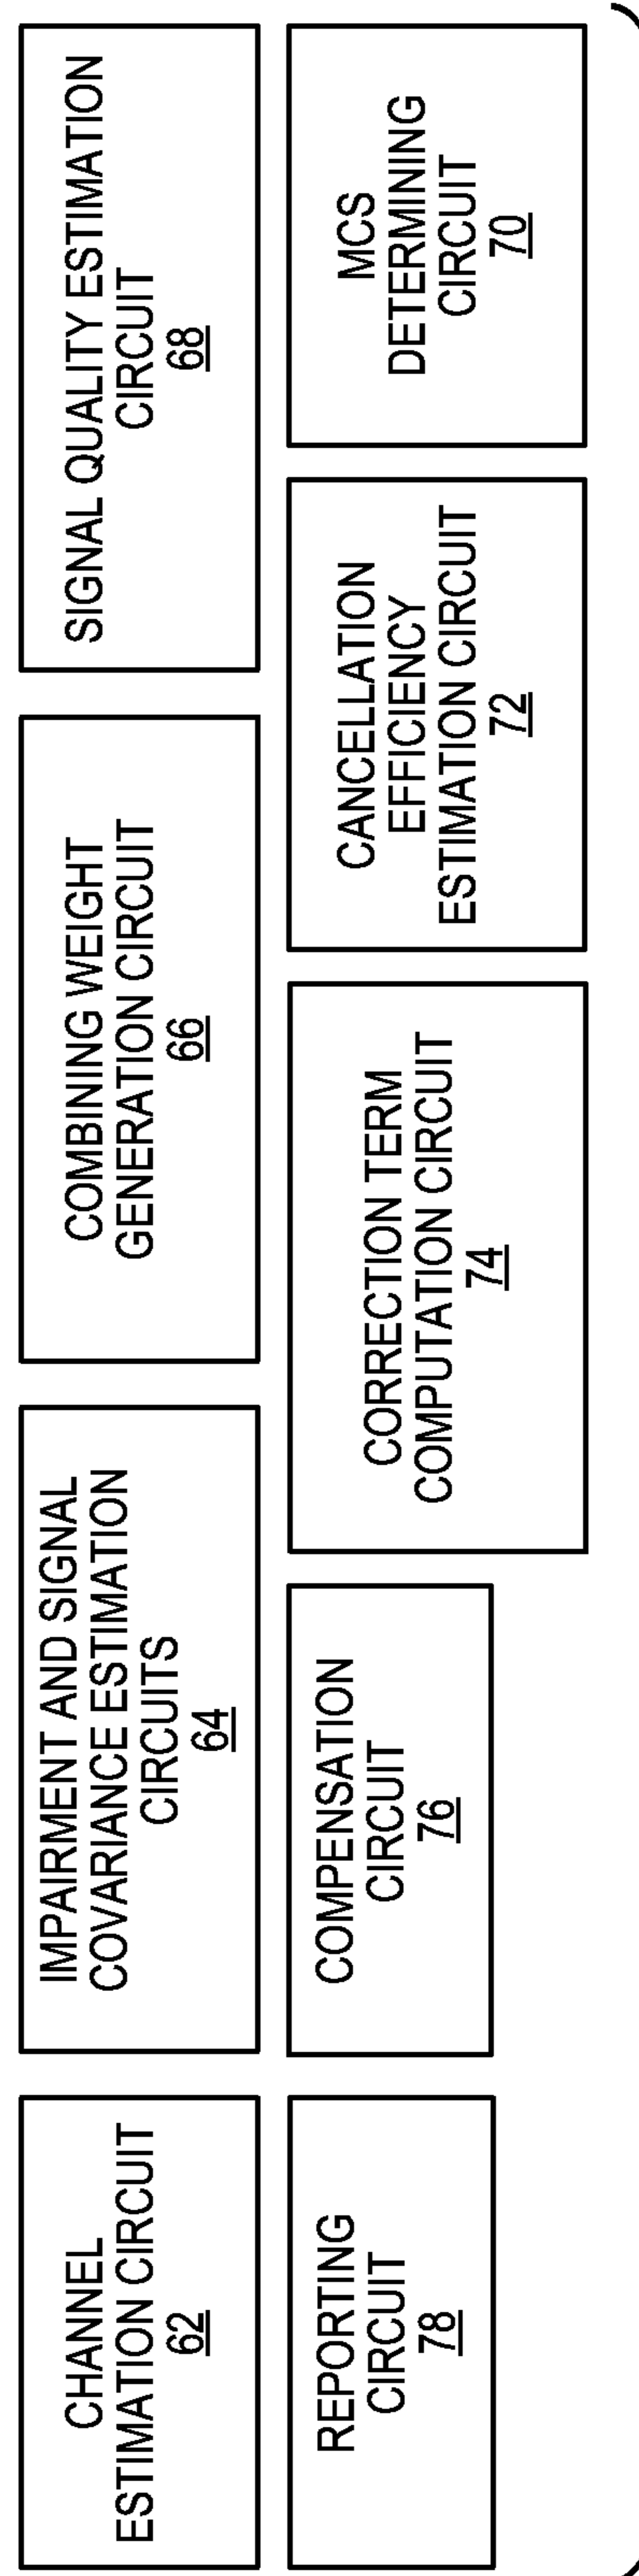 CHANNEL
ESTIMATION CIRCUIT
62
IMPAIRMENT AND SIGNAL
COVARIANCE ESTIMATION
CIRCUITS
64
COMBINING WEIGHT
GENERATION CIRCUIT
66
SIGNAL QUALITY ESTIMATION
CIRCUIT
68
REPORTING
CIRCUIT
78
COMPENSATION
CIRCUIT
76
CORRECTION TERM
COMPUTATION CIRCUIT
74
CANCELLATION
EFFICIENCY
ESTIMATION CIRCUIT
72
MCS
DETERMINING
CIRCUIT
70